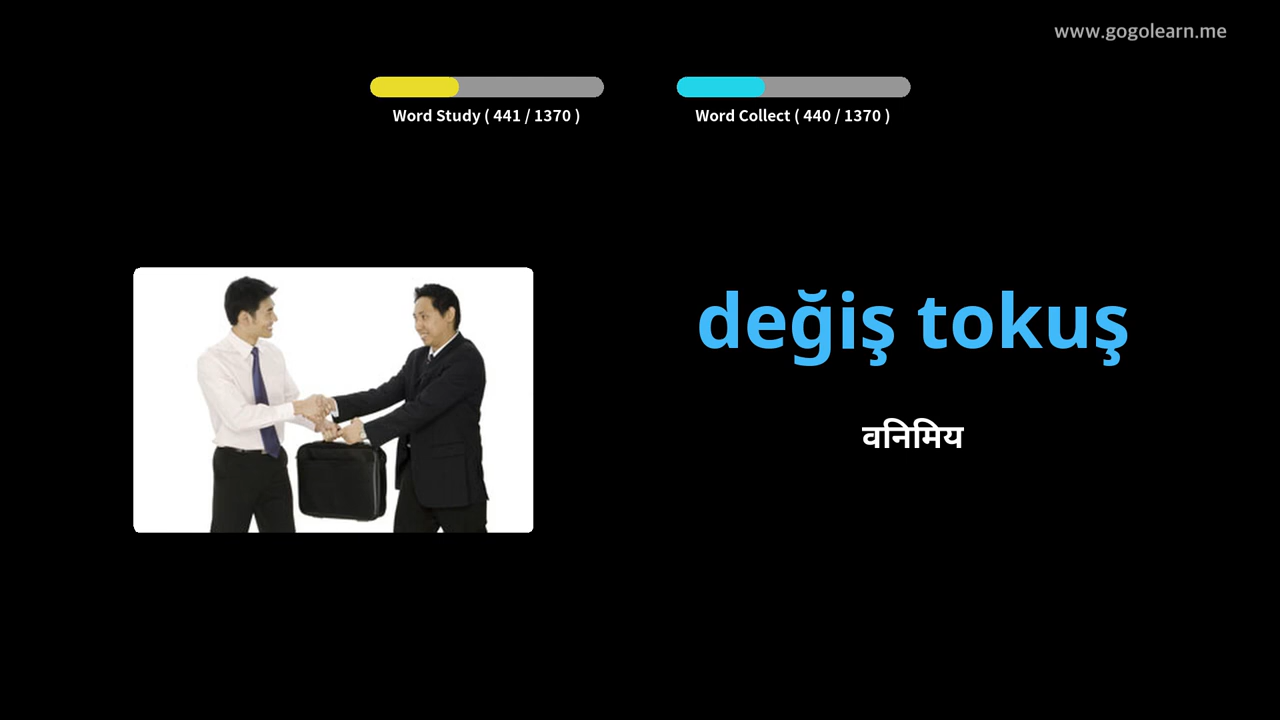 www.gogolearn.me
Word Study ( 441 / 1370 )
Word Collect ( 440 / 1370 )
değiş tokuş
वनिमिय